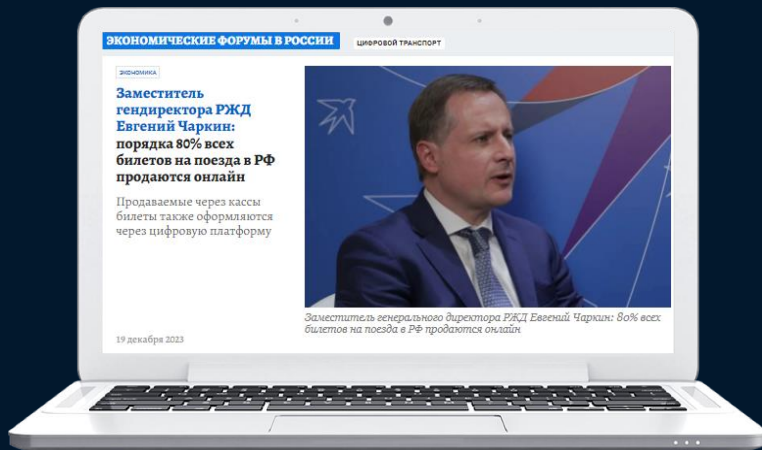 ЭКОНОМИЧЕСКИЕ ФОРУМЫ В РОССИИ
ЦИФРОВОЙ ТРАНСПОРТ
ЭКОНОМИКА
Заместитель
гендиректора РЖД
Евгений Чаркин:
порядка 80% всех
билетов на поезда в РФ
продаются онлайн
Продаваемые через кассы
билеты также оформляются
через цифровую платформу
19 декабря 2023
Заместитель генерального директора РЖД Евгений Чаркин: 80% всех
билетов на поезда в РФ продаются онлайн